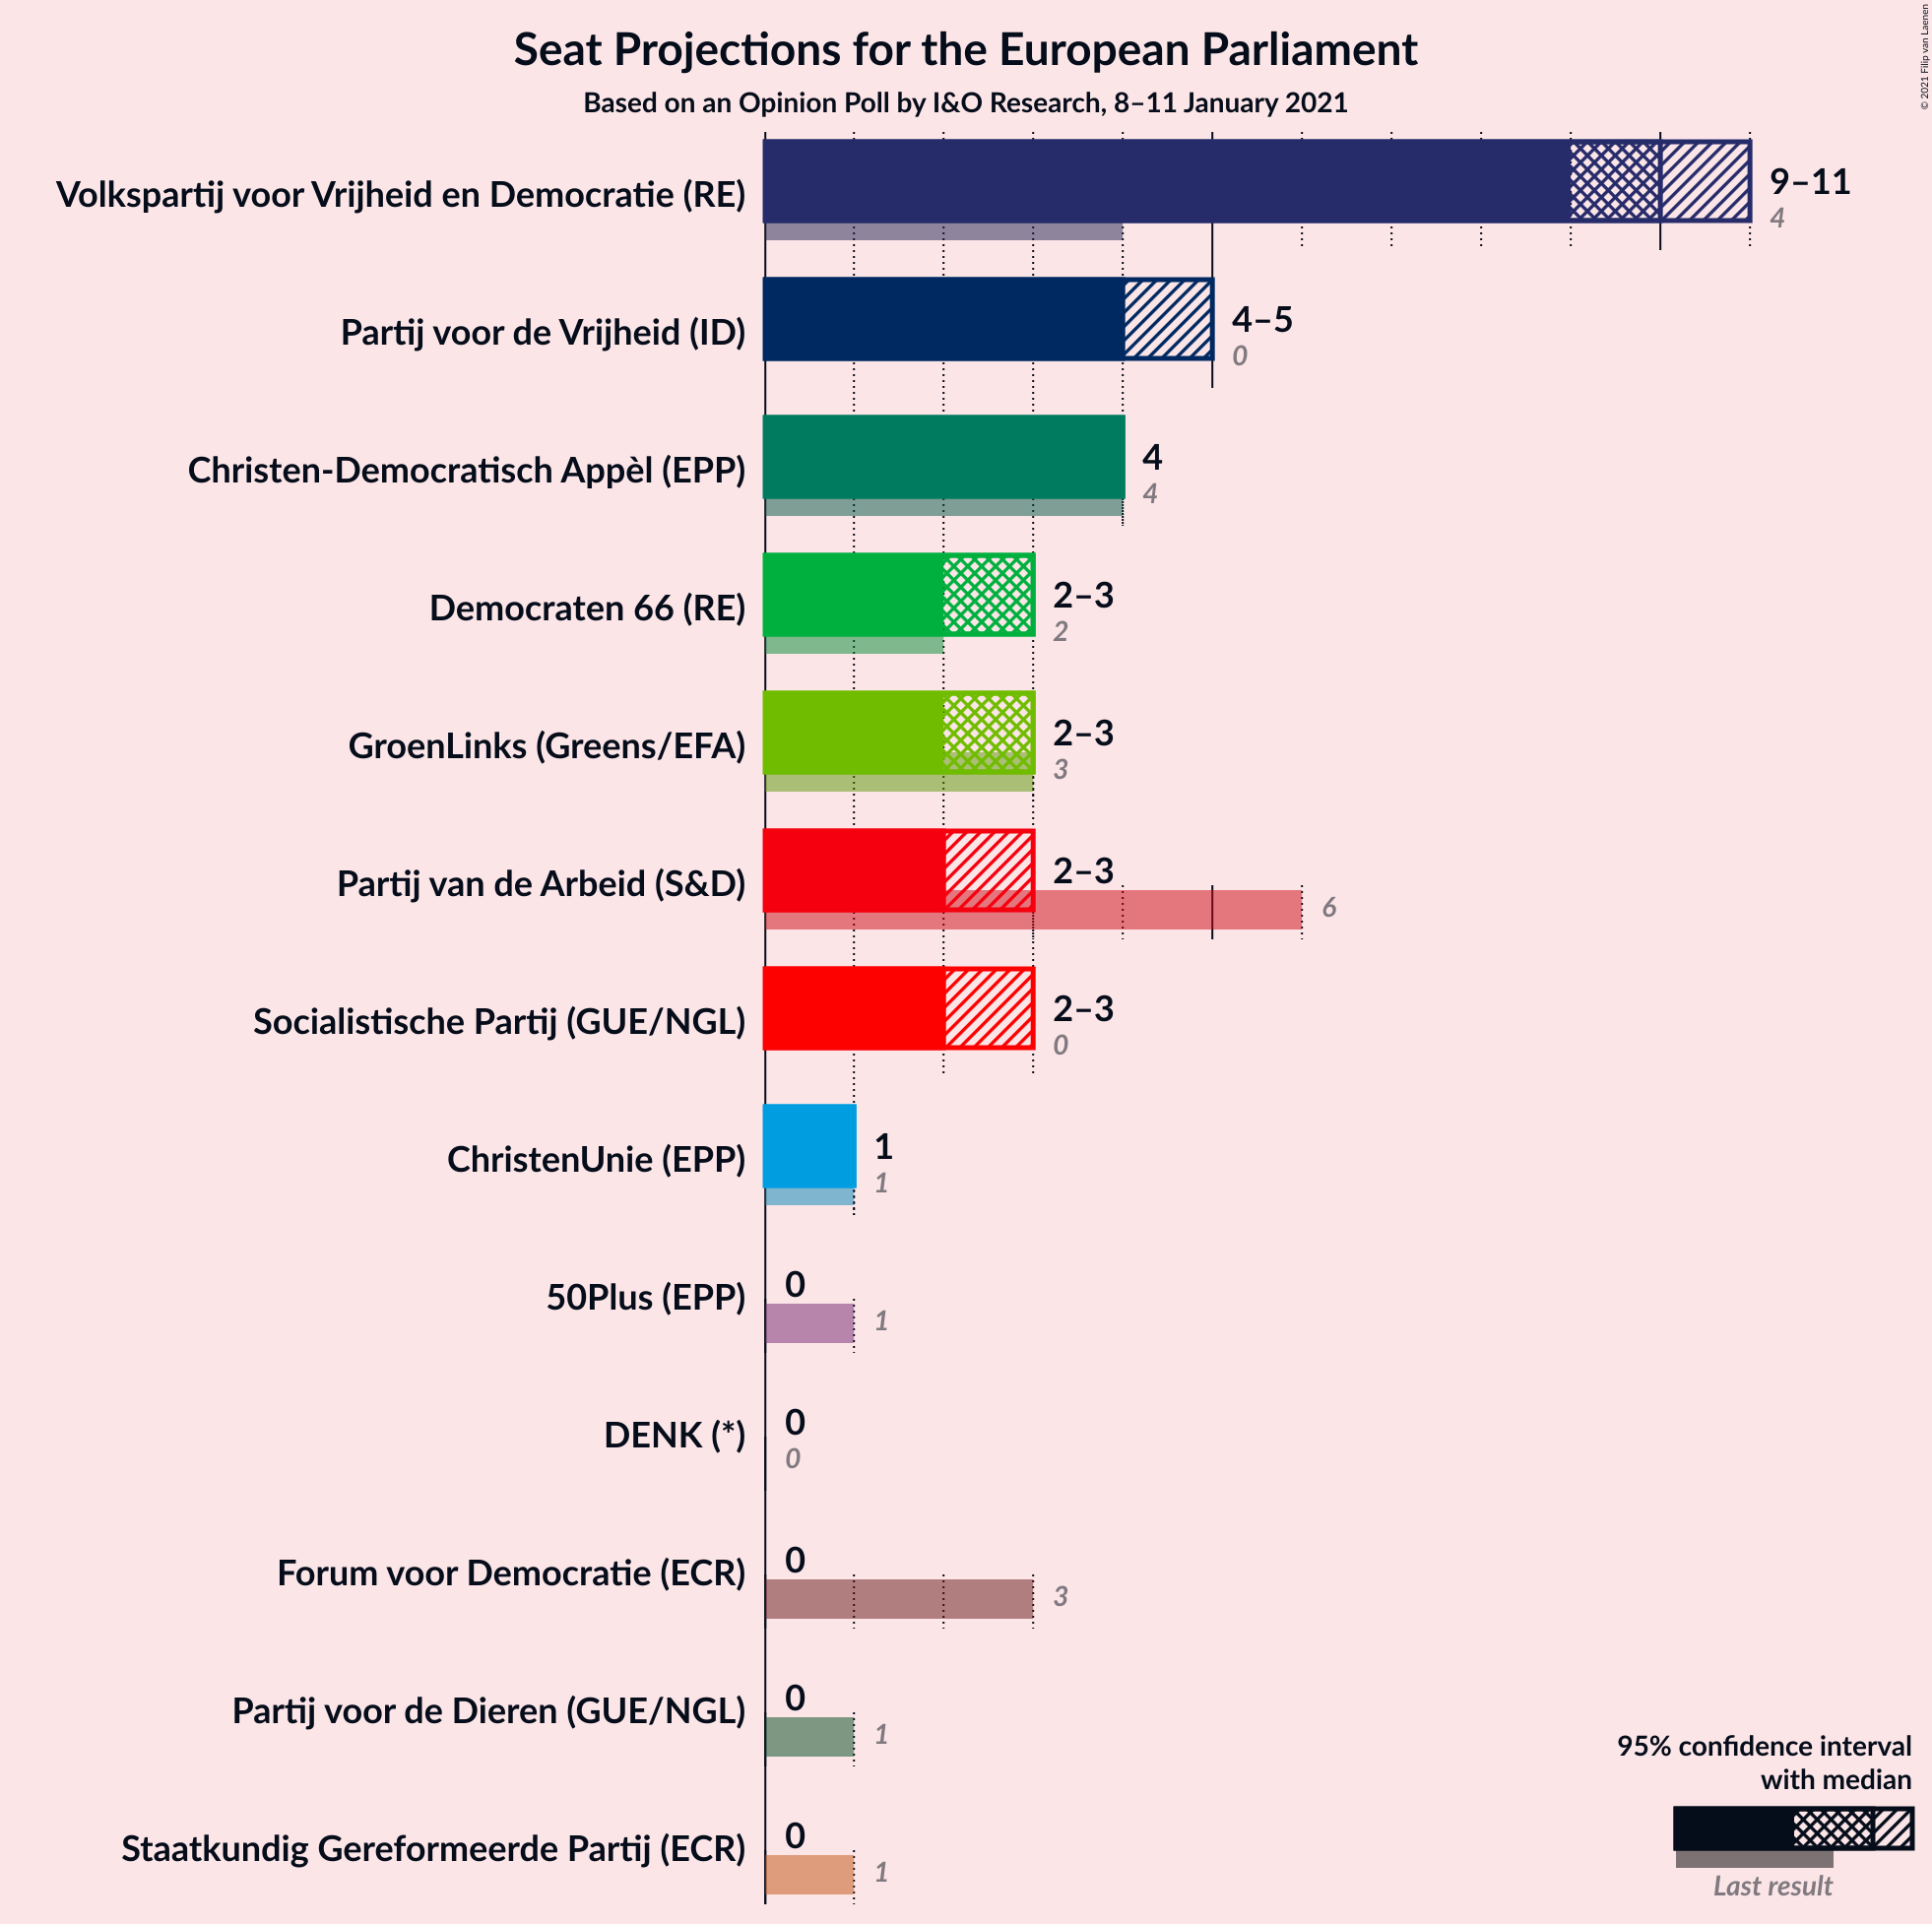 Seat Projections for the European Parliament
Based on an Opinion Poll by I&O Research, 8–11 January 2021
© 2021 Filip van Laenen
Volkspartij voor Vrijheid en Democratie (RE)
9–11
4
Partij voor de Vrijheid (ID)
4–5
0
Christen-Democratisch Appèl (EPP)
4
4
Democraten 66 (RE)
2–3
2
GroenLinks (Greens/EFA)
2–3
3
Partij van de Arbeid (S&D)
2–3
6
Socialistische Partij (GUE/NGL)
2–3
0
ChristenUnie (EPP)
1
1
50Plus (EPP)
0
1
DENK (*)
0
0
Forum voor Democratie (ECR)
0
3
Partij voor de Dieren (GUE/NGL)
0
1
Staatkundig Gereformeerde Partij (ECR)
0
1
95% confidence interval
with median
Last result